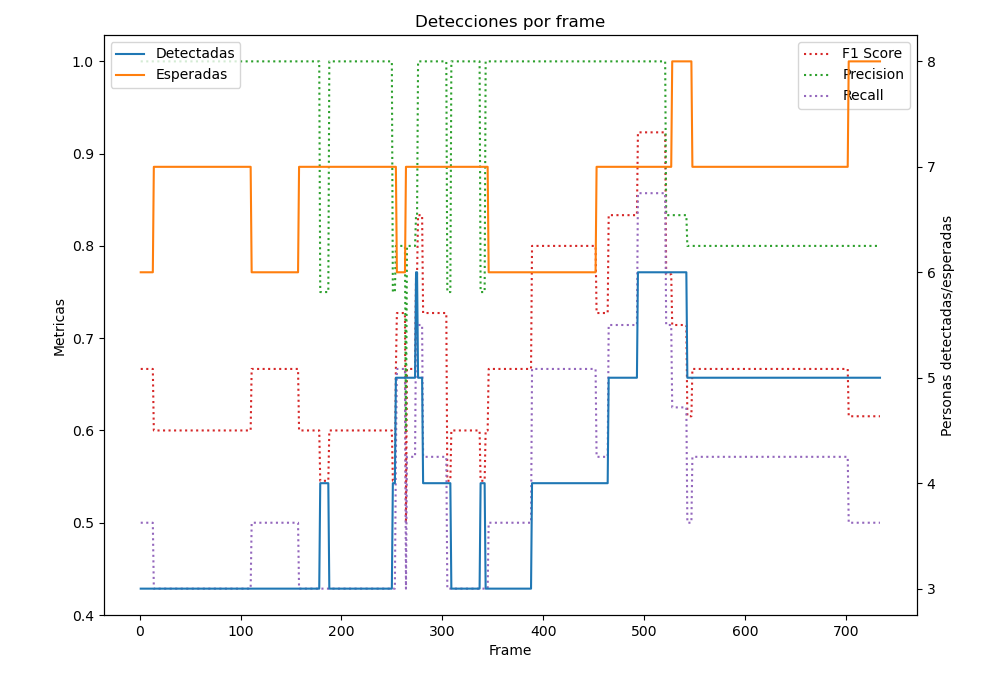 Detecciones por frame
Detectadas
Esperadas
F1 Score
Precision
Recall
1.0
0.9
0.8
0.7
0.6
0.5
0.4
Metricas
8
7
6
5
4
3
Personas detectadas/esperadas
0 100 200 300 400 500 600 700
Frame